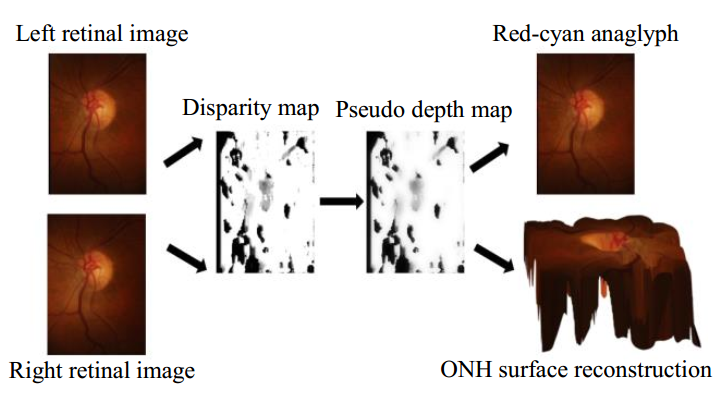 Left retinal image
Red-cyan anaglyph
Disparity map
Pseudo depth map
Right retinal image
ONH surface reconstruction